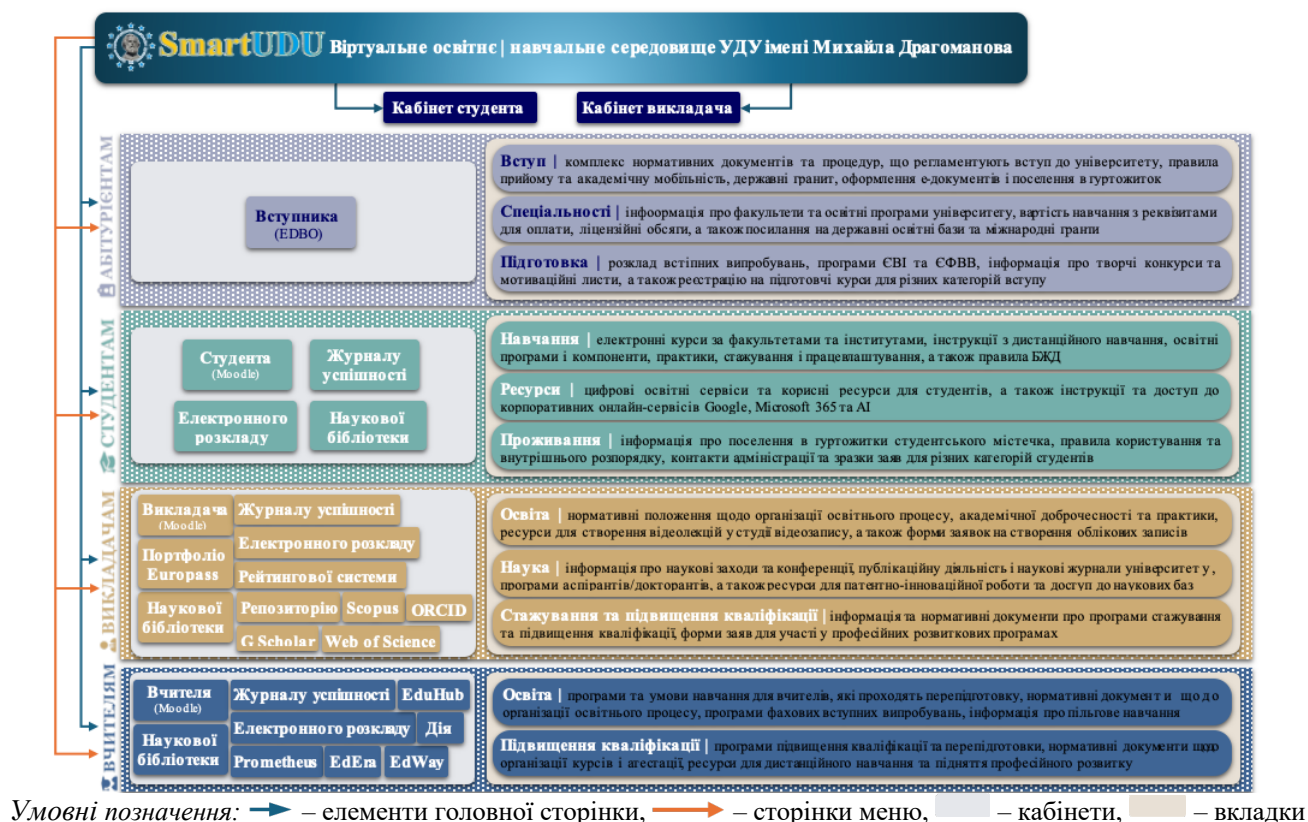 SmartUDU Віртуальне освітнє | навчальне середовище УДУ імені Михайла Драгоманова
Кабінет студента
Кабінет викладача
АБІТУРІЄНТАМ
Вступника
(EDBO)
Вступ | комплекс нормативних документів та процедур, що регламентують вступ до університету, правила
прийому та академічну мобільність, державні гранит, оформлення е-документів і поселення в гуртожиток
Спеціальності | інфоормація про факультети та освітні програми університету, вартість навчання з реквізитами
для оплати, ліцензійні обсяги, а також посилання на державні освітні бази та міжнародні гранти
Підготовка | розклад встіпних випробувань, програми ЄВІ та ЄФВВ, інформація про творчі конкурси та
мотиваційні листи, а також реєстрацію на підготовчі курси для різних категорій вступу
СТУДЕНТАМ
Студента
(Moodle)
Журналу
успішності
Електронного
розкладу
Наукової
бібліотеки
Навчання | електронні курси за факультетами та інститутами, інструкції з дистанційного навчання, освітні
програми і компоненти, практики, стажування і працевлаштування, а також правила БЖД
Ресурси | цифрові освітні сервіси та корисні ресурси для студентів, а також інструкції та доступ до
корпоративних онлайн-сервісів Google, Microsoft 365 та AI
Проживання | інформація про поселення в гуртожитки студентського містечка, правила користування та
внутрішнього розпорядку, контакти адміністрації та зразки заяв для різних категорій студентів
ВИКЛАДАЧАМ
Викладача
(Moodle)
Журналу успішності
Електронного розкладу
Портфоліо
Europass
Рейтингової системи
Наукової
бібліотеки
Репозиторію
Scopus
ORCID
G Scholar
Web of Science
Освіта | нормативні положення щодо організації освітнього процесу, академічної доброчесності та практики,
ресурси для створення відеолекцій у студії відеозапису, а також форми заявок на створення облікових записів
Наука | інформація про наукові заходи та конференції, публікаційну діяльність і наукові журнали університету,
програми аспірантів/докторантів, а також ресурси для патентно-інноваційної роботи та доступ до наукових баз
Стажування та підвищення кваліфікації | інформація та нормативні документи про програми стажування
та підвищення кваліфікації, форми заяв для участі у професійних розвиткових програмах
ВЧИТЕЛЯМ
Вчителя
(Moodle)
Журналу успішності
EduHub
Електронного розкладу
Дія
Наукової
бібліотеки
Prometheus
EdEra
EdWay
Освіта | програми та умови навчання для вчителів, які проходять перепідготовку, нормативні документи щодо
організації освітнього процесу, програми фахових вступних випробувань, інформація про пільгове навчання
Підвищення кваліфікації | програми підвищення кваліфікації та перепідготовки, нормативні документи щодо
організації курсів і атестації, ресурси для дистанційного навчання та підняття професійного розвитку
Умовні позначення: – елементи головної сторінки, – сторінки меню, – кабінети, – вкладки